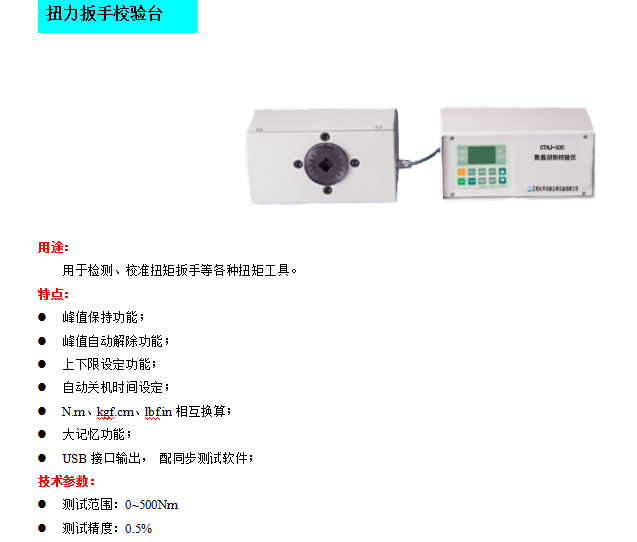 扭力扳手校验台
CTNJ-500
数显扭矩校验仪
用途：
用于检测、校准扭矩扳手等各种扭矩工具。
特点：
● 峰值保持功能；
● 峰值自动解除功能；
● 上下限设定功能；
● 自动关机时间设定；
● N.m、kgf.cm、lbf.in 相互换算；
● 大记忆功能；
● USB 接口输出， 配同步测试软件；
技术参数：
● 测试范围：0~500Nm
● 测试精度：0.5%